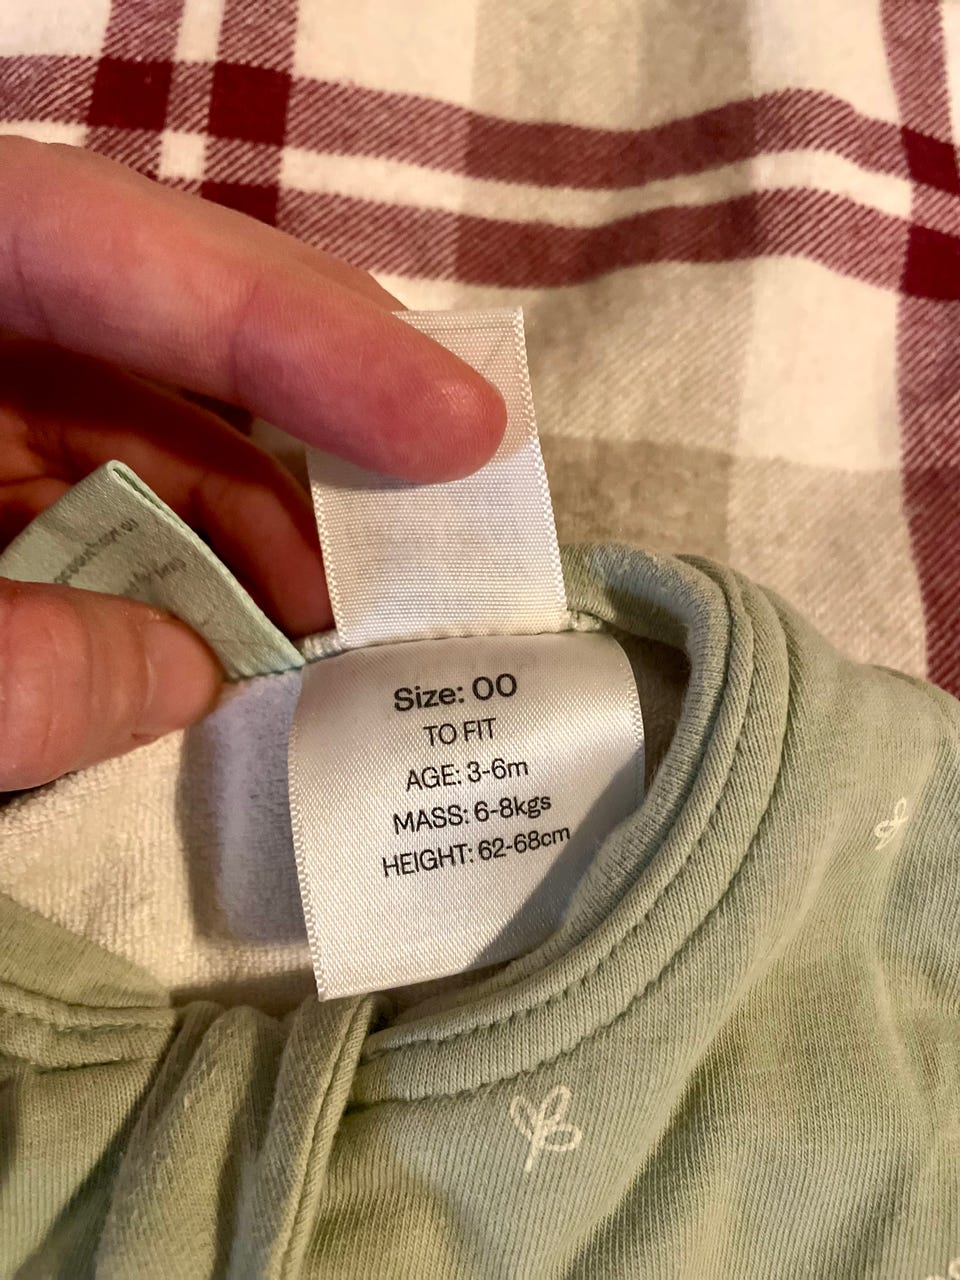 Size: 00
TO FIT
AGE: 3-6m
MASS: 6-8kgs
HEIGHT: 62-68cm